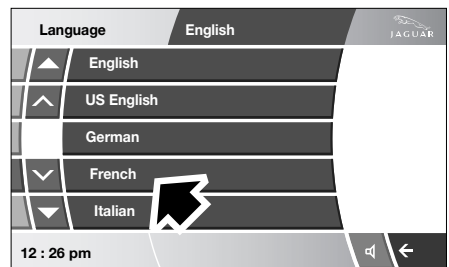 Language English
JAGUAR
English
US English
German
French
Italian
12 : 26 pm